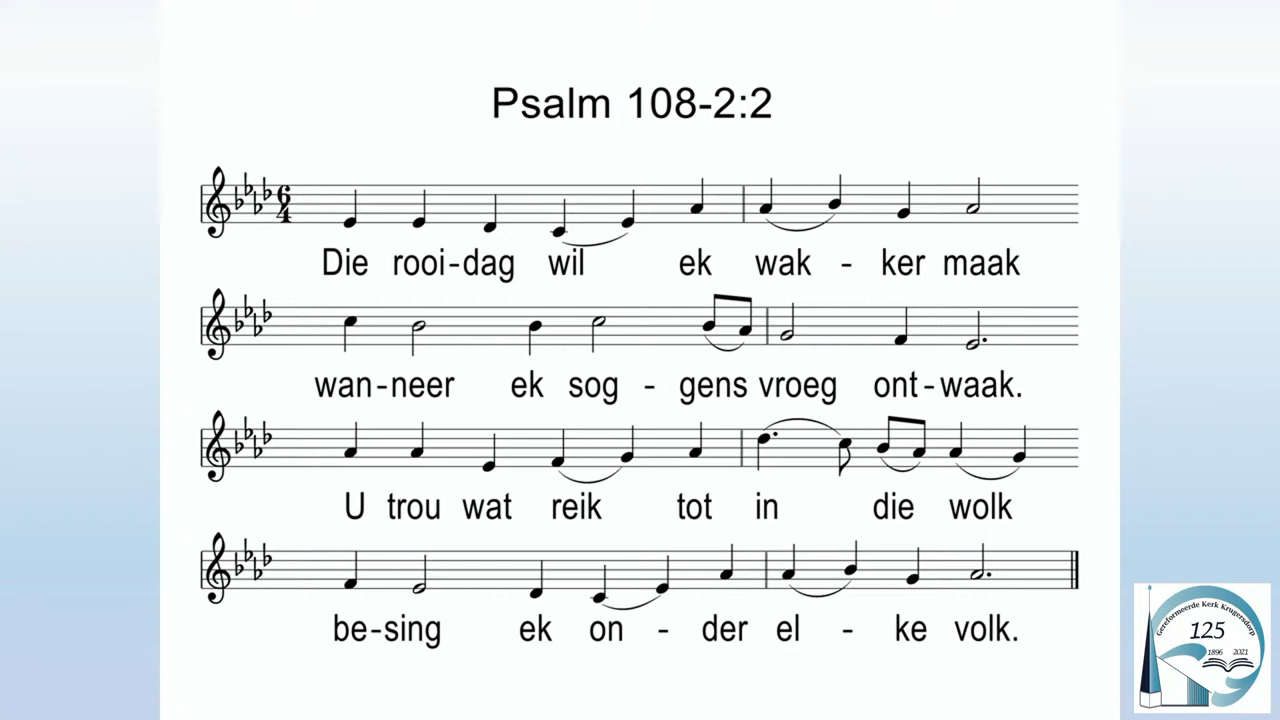 Psalm 108-2:2
6
4
Die rooi-dag wil ek wak - ker maak
wan-neer ek sog - gens vroeg ont-waak.
U trou wat reik tot in die wolk
be-sing ek on - der el - ke volk.
Gereformeerde Kerk Krugersdorp
125
1896 2021